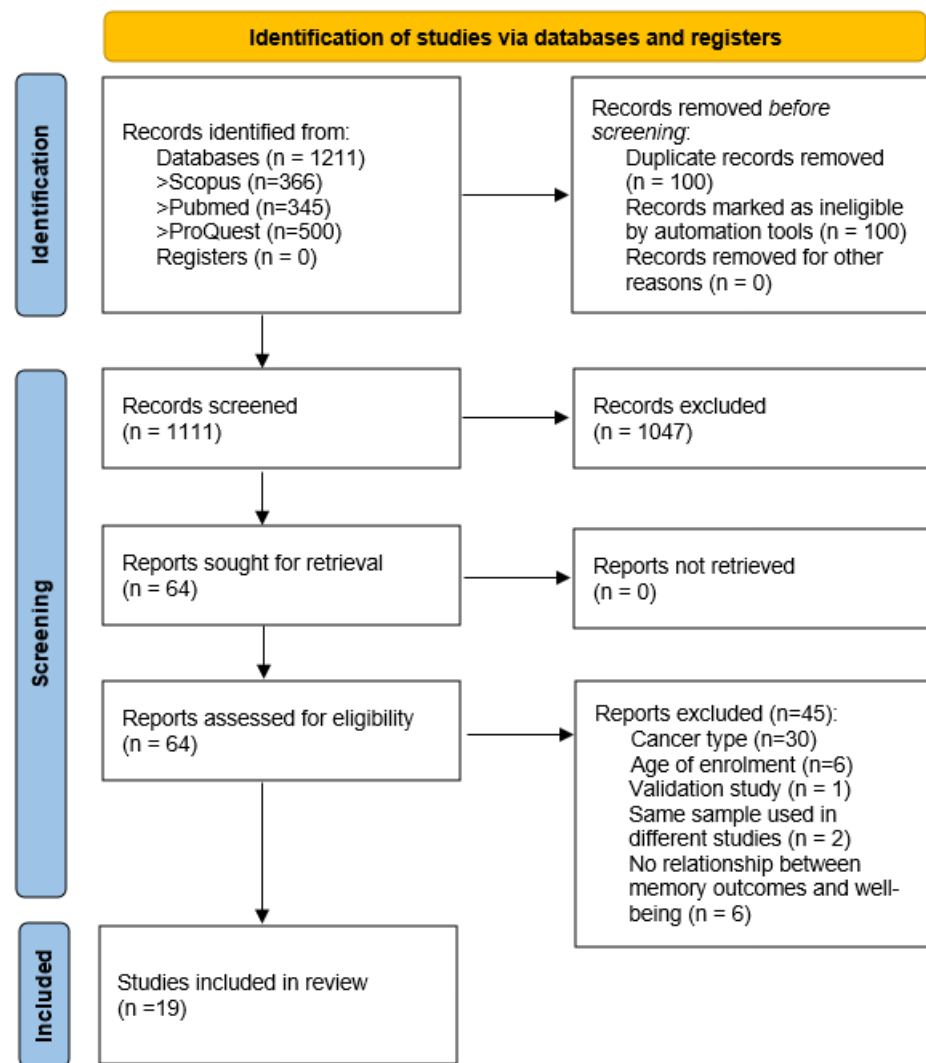 Identification of studies via databases and registers
Identification
Records identified from:
Databases (n = 1211)
>Scopus (n=366)
>Pubmed (n=345)
>ProQuest (n=500)
Registers (n = 0)
Records removed before
screening:
Duplicate records removed
(n = 100)
Records marked as ineligible
by automation tools (n = 100)
Records removed for other
reasons (n = 0)
Screening
Records screened
(n = 1111)
Records excluded
(n = 1047)
Reports sought for retrieval
(n = 64)
Reports not retrieved
(n = 0)
Reports assessed for eligibility
(n = 64)
Reports excluded (n=45):
Cancer type (n=30)
Age of enrolment (n=6)
Validation study (n = 1)
Same sample used in
different studies (n = 2)
No relationship between
memory outcomes and well-
being (n = 6)
Included
Studies included in review
(n =19)